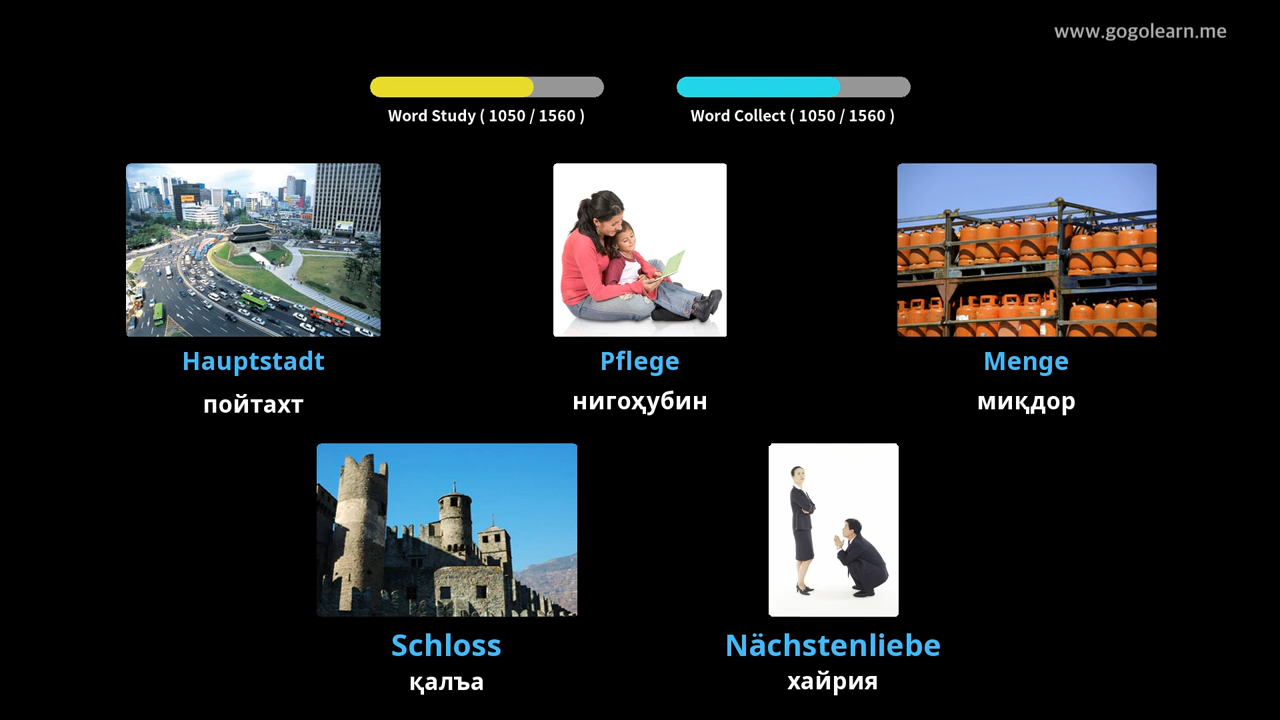 www.gogolearn.me
Word Study ( 1050 / 1560 )
Word Collect ( 1050 / 1560 )
Hauptstadt
пойтахт
Pflege
нигоҳубин
Menge
миқдор
Schloss
қалъа
Nächstenliebe
хайрия